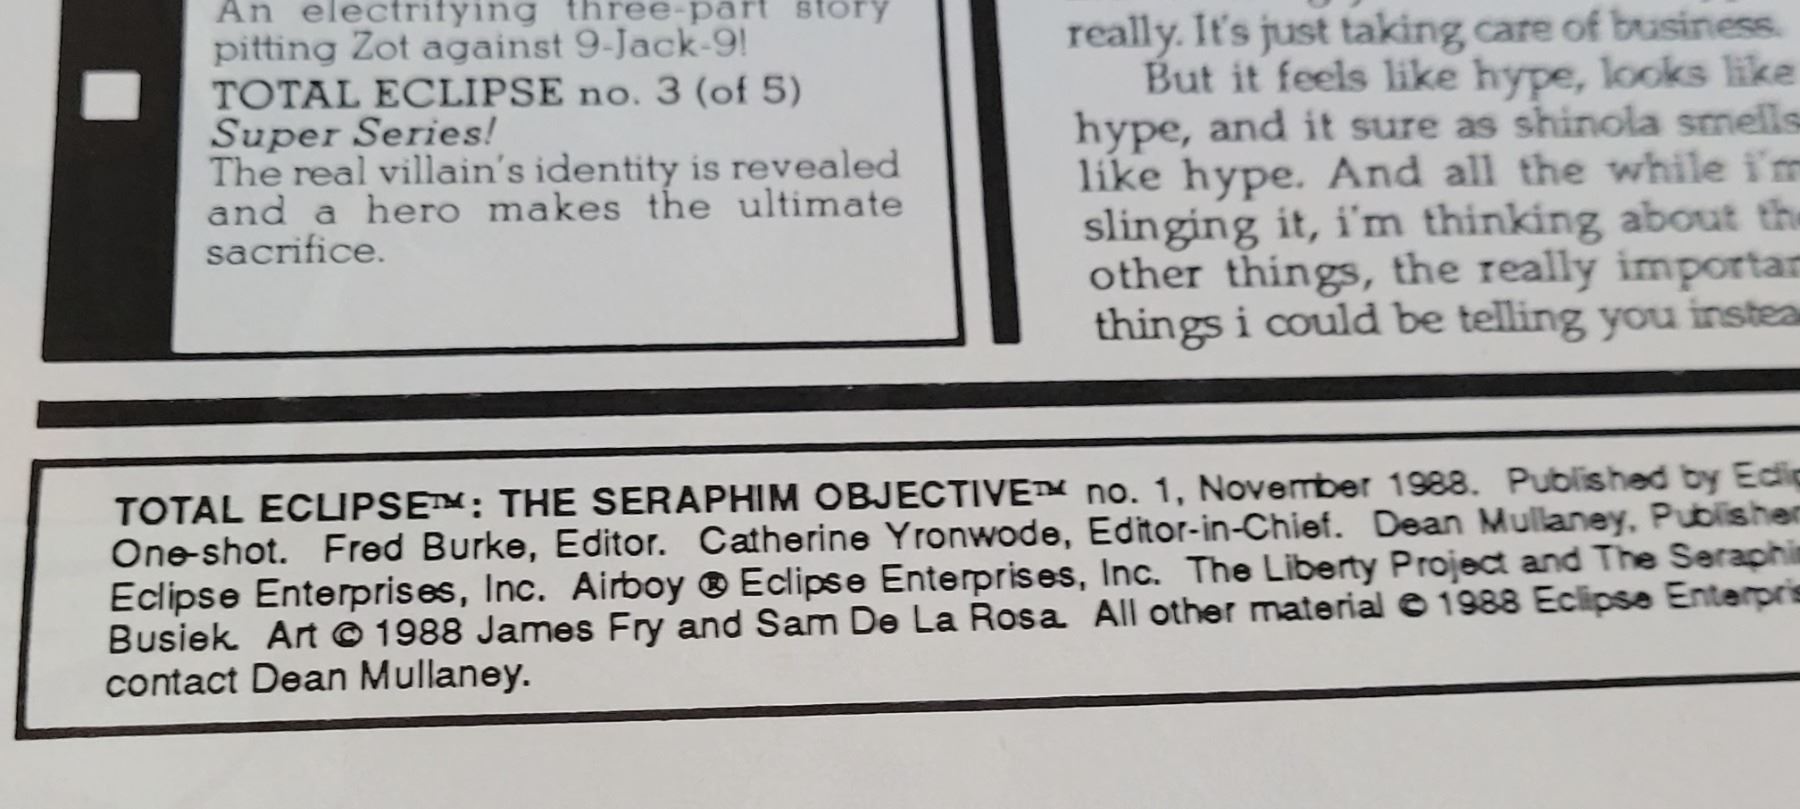 An electrifying three-part story
pitting Zot against 9-Jack-9!
TOTAL ECLIPSE no. 3 (of 5)
Super Series!
The real villain's identity is revealed
and a hero makes the ultimate
sacrifice.
really. It's just taking care of business.
But it feels like hype, looks like
hype, and it sure as shinola smells
like hype. And all the while i'm
slinging it, i'm thinking about the
other things, the really importan
things i could be telling you instea
TOTAL ECLIPSE™: THE SERAPHIM OBJECTIVE™ no. 1, November 1988. Published by Eclip
One-shot. Fred Burke, Editor. Catherine Yronwode, Editor-in-Chief. Dean Mullaney, Publisher
Eclipse Enterprises, Inc. Airboy ® Eclipse Enterprises, Inc. The Liberty Project and The Seraphi
Busiek. Art © 1988 James Fry and Sam De La Rosa. All other material © 1988 Eclipse Enterpris
contact Dean Mullaney.